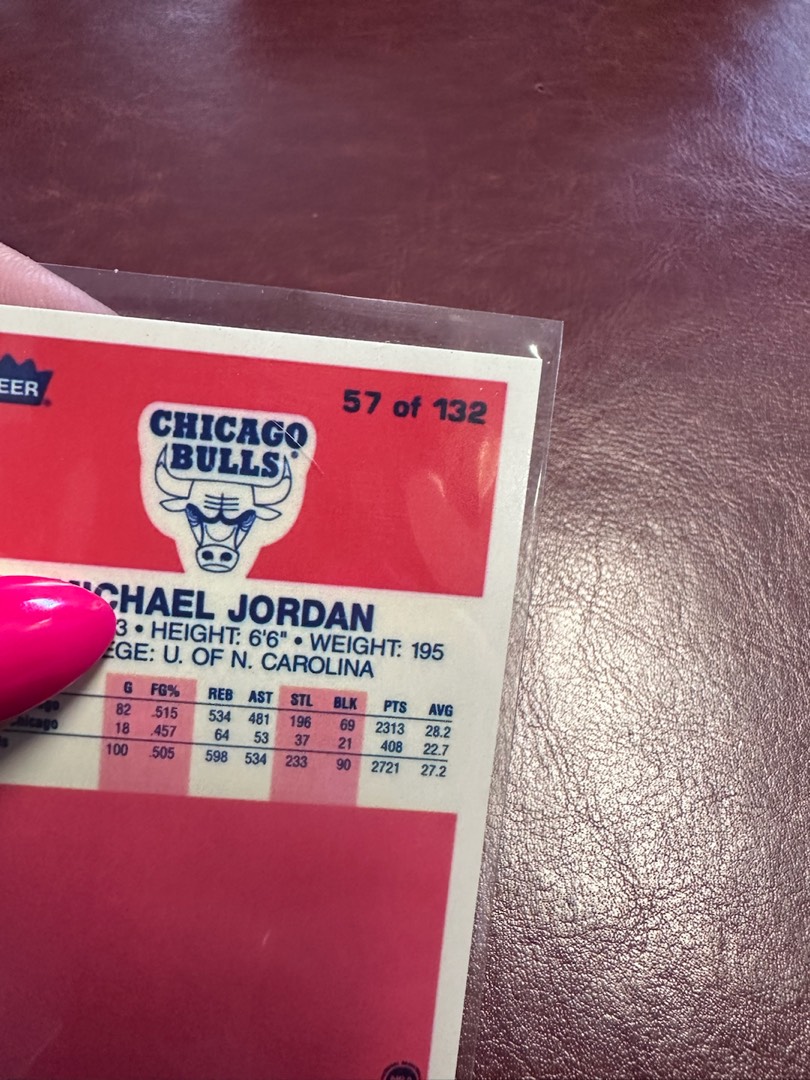 EER
57 of 132
CHICAGO
BULLS
CHAEL JORDAN
3 • HEIGHT: 6'6" • WEIGHT: 195
EGE: U. OF N. CAROLINA
G FG% REB AST STL BLK PTS AVG
go 82 .515 534 481 196 69 2313 28.2
hicago 18 .457 64 53 37 21 408 22.7
s 100 .505 598 534 233 90 2721 27.2